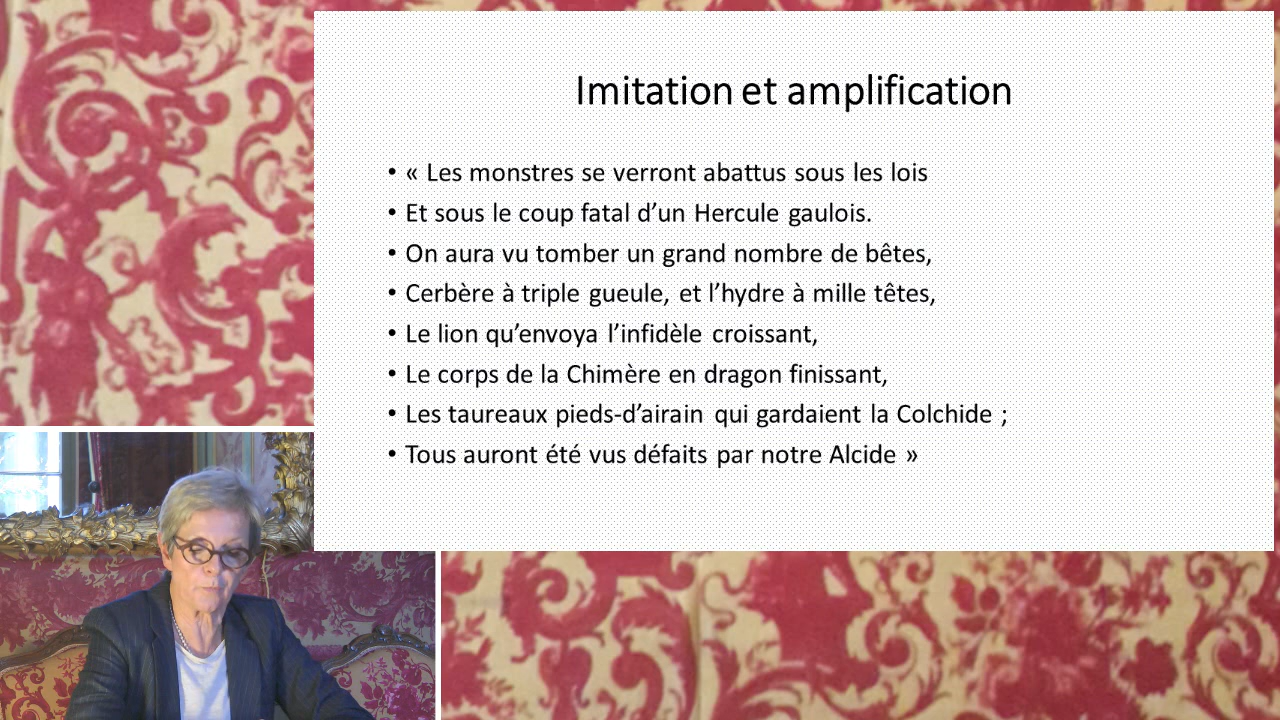 Imitation et amplification
• « Les monstres se verront abattus sous les lois
• Et sous le coup fatal d’un Hercule gaulois.
• On aura vu tomber un grand nombre de bêtes,
• Cerbère à triple gueule, et l’hydre à mille têtes,
• Le lion qu’envoya l’infidèle croissant,
• Le corps de la Chimère en dragon finissant,
• Les taureaux pieds-d’airain qui gardaient la Colchide ;
• Tous auront été vus défaits par notre Alcide »